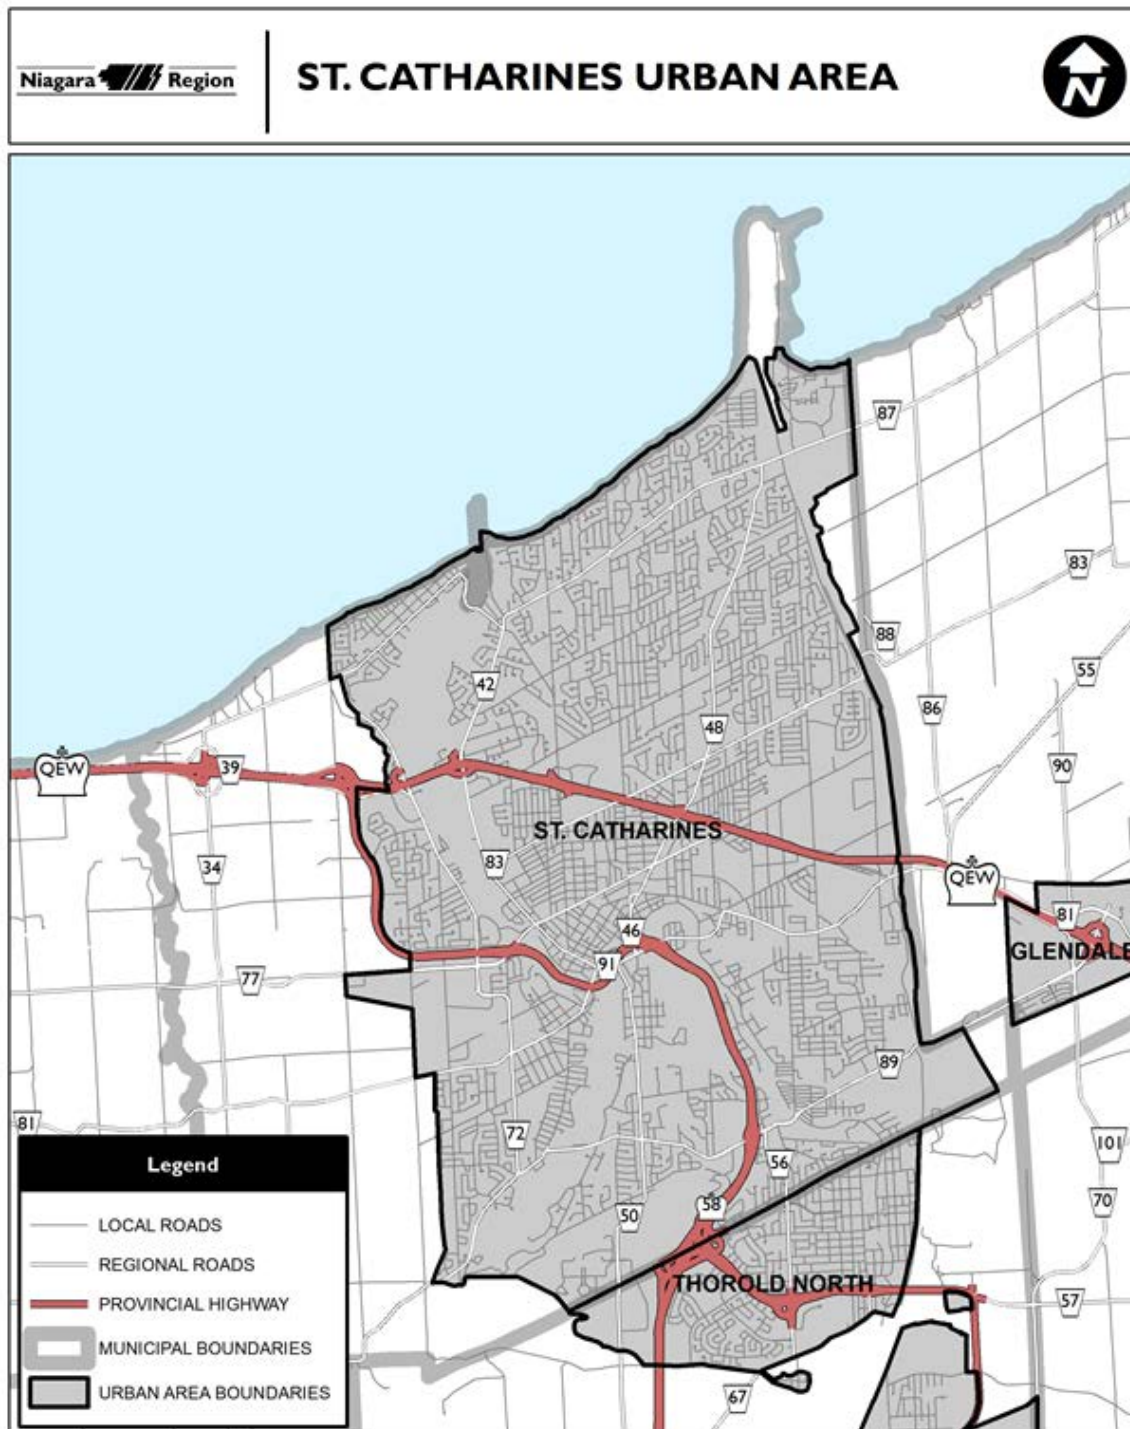 Niagara Region
ST. CATHARINES URBAN AREA
N
87
83
88
55
42
86
48
39
QEW
90
ST. CATHARINES
83
34
QEW
81
46
GLENDALE
91
77
89
81
72
101
56
70
58
50
THOROLD NORTH
57
67
Legend
LOCAL ROADS
REGIONAL ROADS
PROVINCIAL HIGHWAY
MUNICIPAL BOUNDARIES
URBAN AREA BOUNDARIES